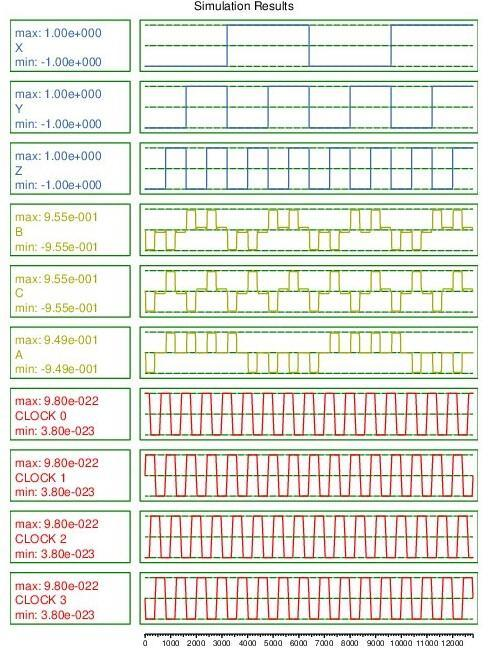 Simulation Results
max: 1.00e+000
X
min: -1.00e+000
max: 1.00e+000
Y
min: -1.00e+000
max: 1.00e+000
Z
min: -1.00e+000
max: 9.55e-001
B
min: -9.55e-001
max: 9.55e-001
C
min: -9.55e-001
max: 9.49e-001
A
min: -9.49e-001
max: 9.80e-022
CLOCK 0
min: 3.80e-023
max: 9.80e-022
CLOCK 1
min: 3.80e-023
max: 9.80e-022
CLOCK 2
min: 3.80e-023
max: 9.80e-022
CLOCK 3
min: 3.80e-023
0 1000 2000 3000 4000 5000 6000 7000 8000 9000 10000 11000 12000